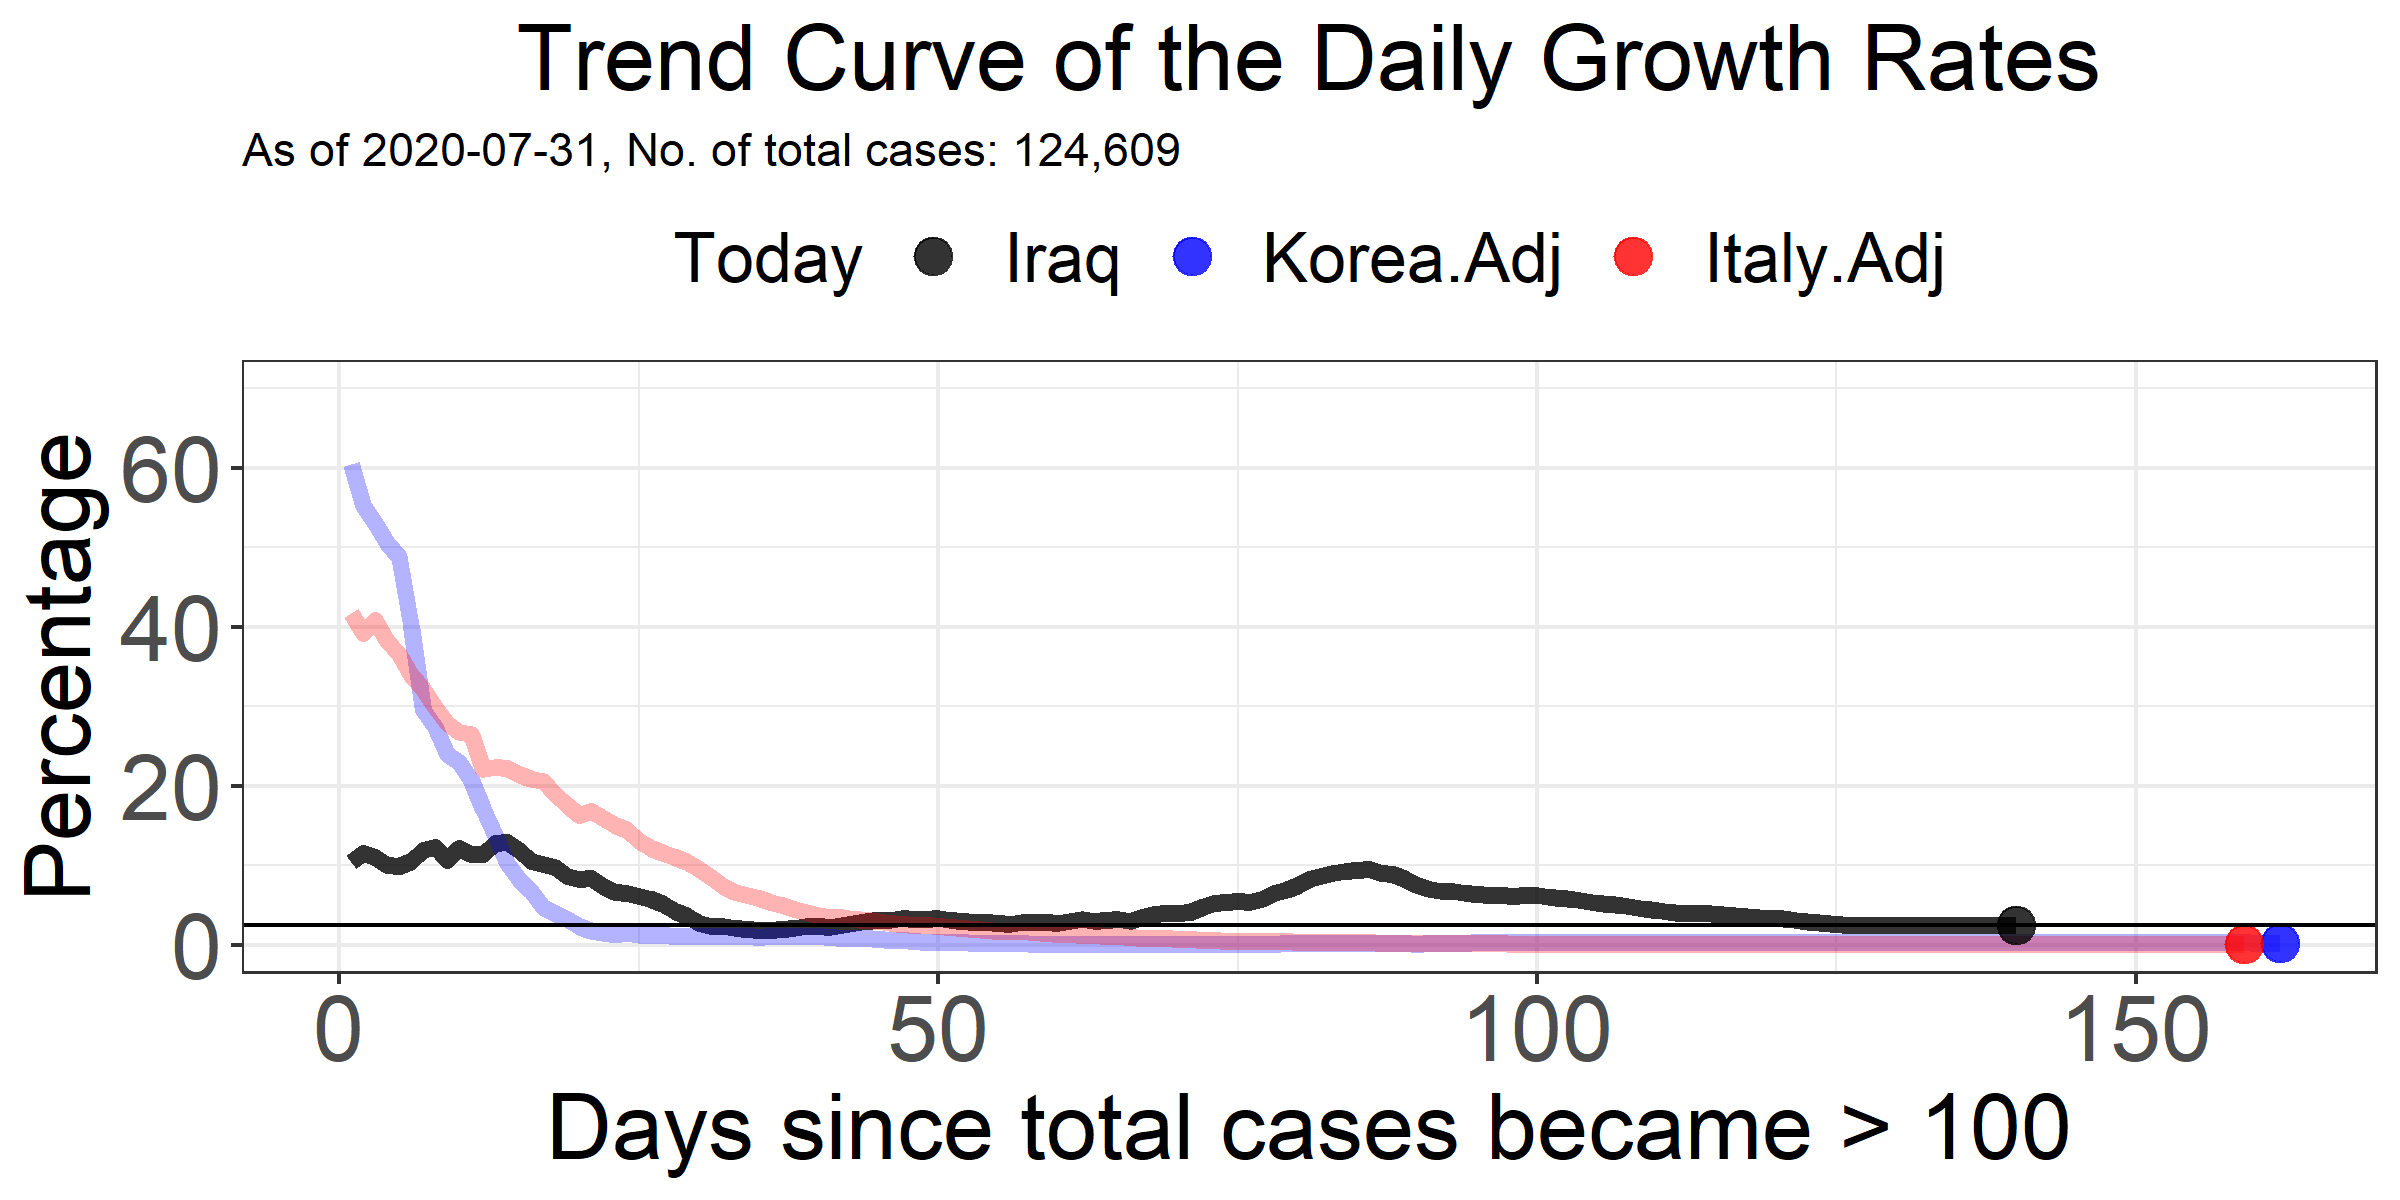 Trend Curve of the Daily Growth Rates
As of 2020-07-31, No. of total cases: 124,609
Today Iraq Korea.Adj Italy.Adj
Percentage
60
40
20
0
0 50 100 150
Days since total cases became > 100